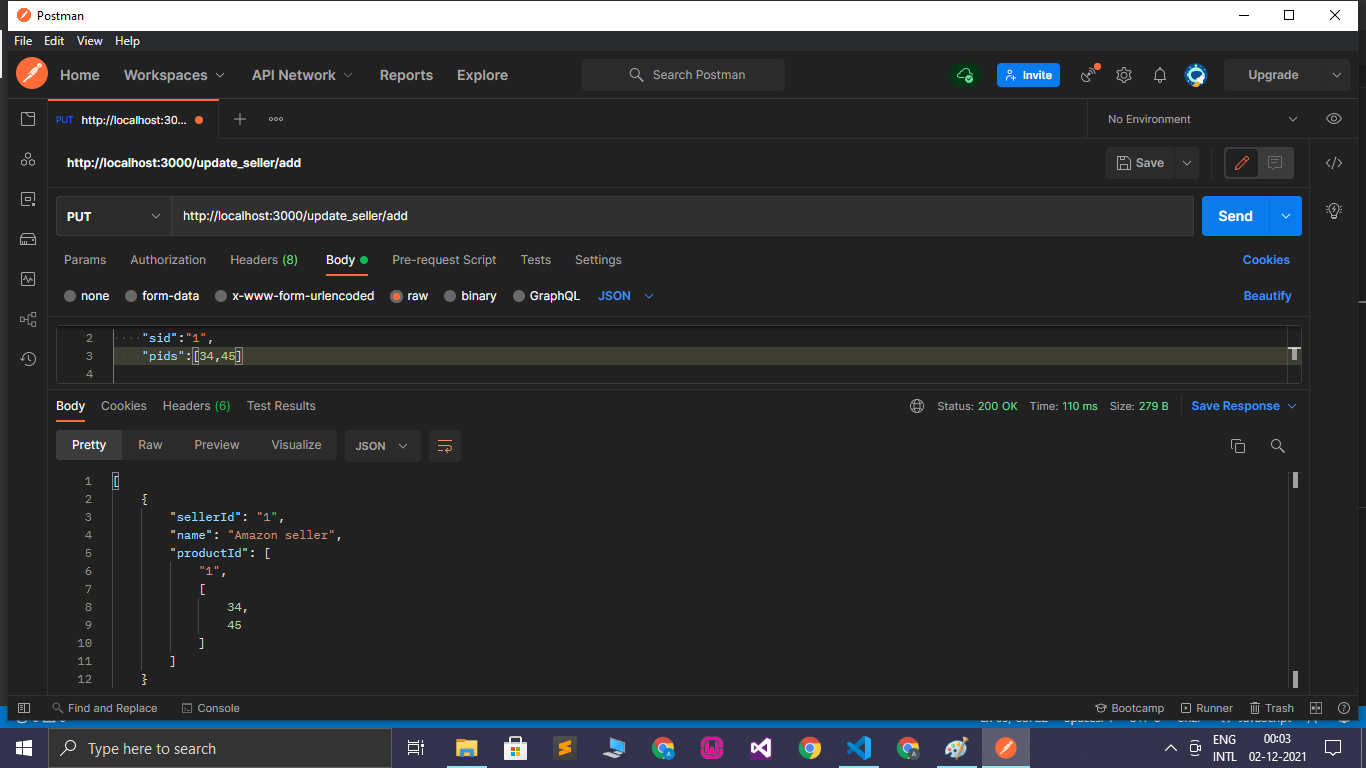 Postman
File Edit View Help
Home Workspaces API Network Reports Explore Search Postman Invite Upgrade
PUT http://localhost:30... No Environment
http://localhost:3000/update_seller/add Save
PUT http://localhost:3000/update_seller/add Send
Params Authorization Headers (8) Body Pre-request Script Tests Settings Cookies
none form-data x-www-form-urlencoded raw binary GraphQL JSON Beautify
2 "sid":"1",
3 "pids":[34,45]
4
Body Cookies Headers (6) Test Results Status: 200 OK Time: 110 ms Size: 279 B Save Response
Pretty Raw Preview Visualize JSON
1 [
2 {
3 "sellerId": "1",
4 "name": "Amazon seller",
5 "productId": [
6 "1",
7 [
8 34,
9 45
10 ]
11 ]
12 }
Find and Replace Console Bootcamp Runner Trash
Type here to search
ENG 00:03
INTL 02-12-2021